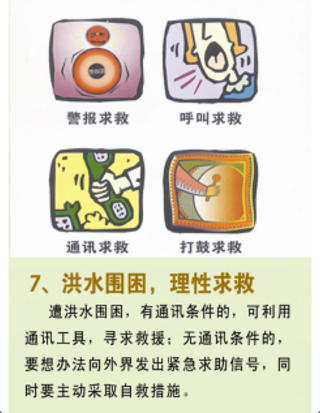 警报求救 呼叫求救
通讯求救 打鼓求救
7、洪水围困，理性求救
遭洪水围困，有通讯条件的，可利用
通讯工具，寻求救援；无通讯条件的，
要想办法向外界发出紧急求助信号，同
时要主动采取自救措施。